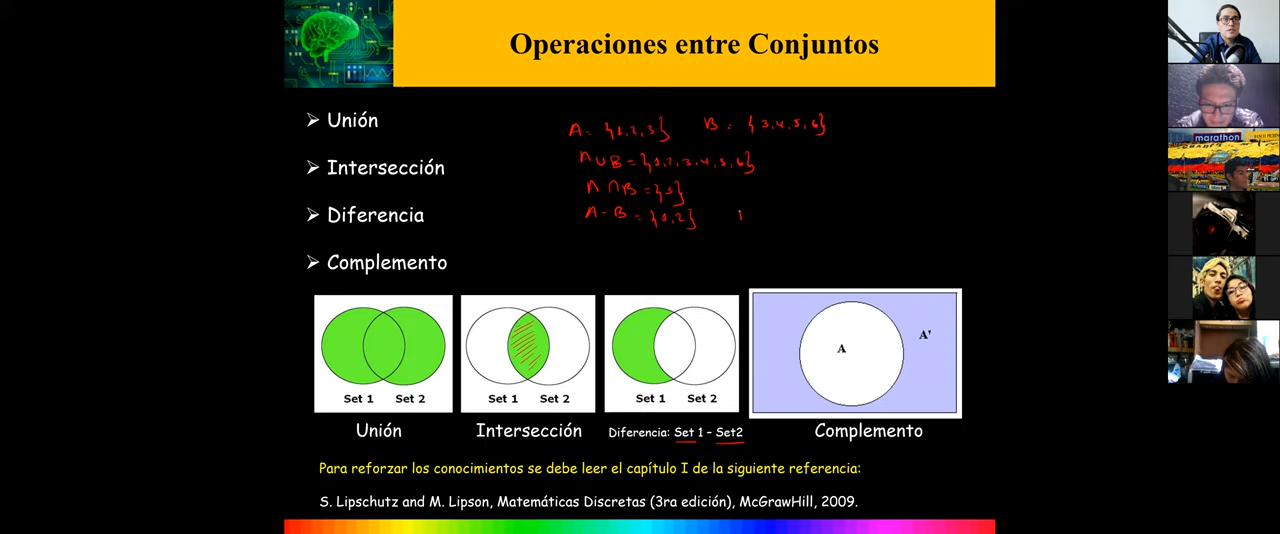 Operaciones entre Conjuntos
➢ Unión
A = {1, 2, 3} B = {3, 4, 5, 6}
A ∪ B = {1, 2, 3, 4, 5, 6}
➢ Intersección
A ∩ B = {3}
➢ Diferencia
A - B = {1, 2}
➢ Complemento
Set 1 Set 2
Set 1 Set 2
Set 1 Set 2
A A'
Unión
Intersección
Diferencia: Set 1 – Set2
Complemento
Para reforzar los conocimientos se debe leer el capítulo I de la siguiente referencia:
S. Lipschutz and M. Lipson, Matemáticas Discretas (3ra edición), McGrawHill, 2009.
marathon